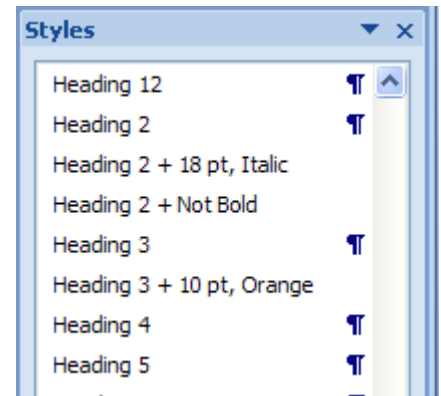 Styles
Heading 12 ¶
Heading 2 ¶
Heading 2 + 18 pt, Italic
Heading 2 + Not Bold
Heading 3 ¶
Heading 3 + 10 pt, Orange
Heading 4 ¶
Heading 5 ¶